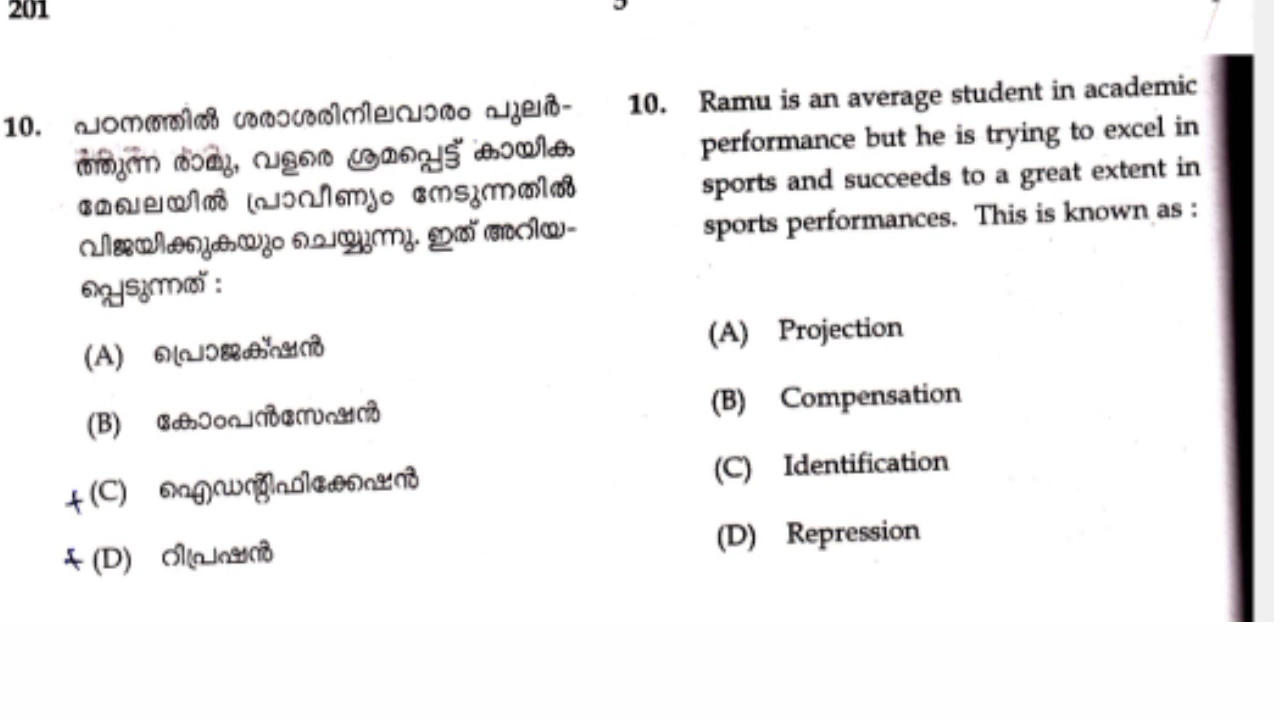 201
10. പഠനത്തിൽ ശരാശരിനിലവാരം പുലർ-
ത്തുന്ന രാമു, വളരെ ശ്രമപ്പെട്ട് കായിക
മേഖലയിൽ പ്രാവീണ്യം നേടുന്നതിൽ
വിജയിക്കുകയും ചെയ്യുന്നു. ഇത് അറിയ-
പ്പെടുന്നത് :
(A) പ്രൊജക്ഷൻ
(B) കോംപൻസേഷൻ
(C) ഐഡന്റിഫിക്കേഷൻ
(D) റിപ്രഷൻ
10. Ramu is an average student in academic
performance but he is trying to excel in
sports and succeeds to a great extent in
sports performances. This is known as :
(A) Projection
(B) Compensation
(C) Identification
(D) Repression